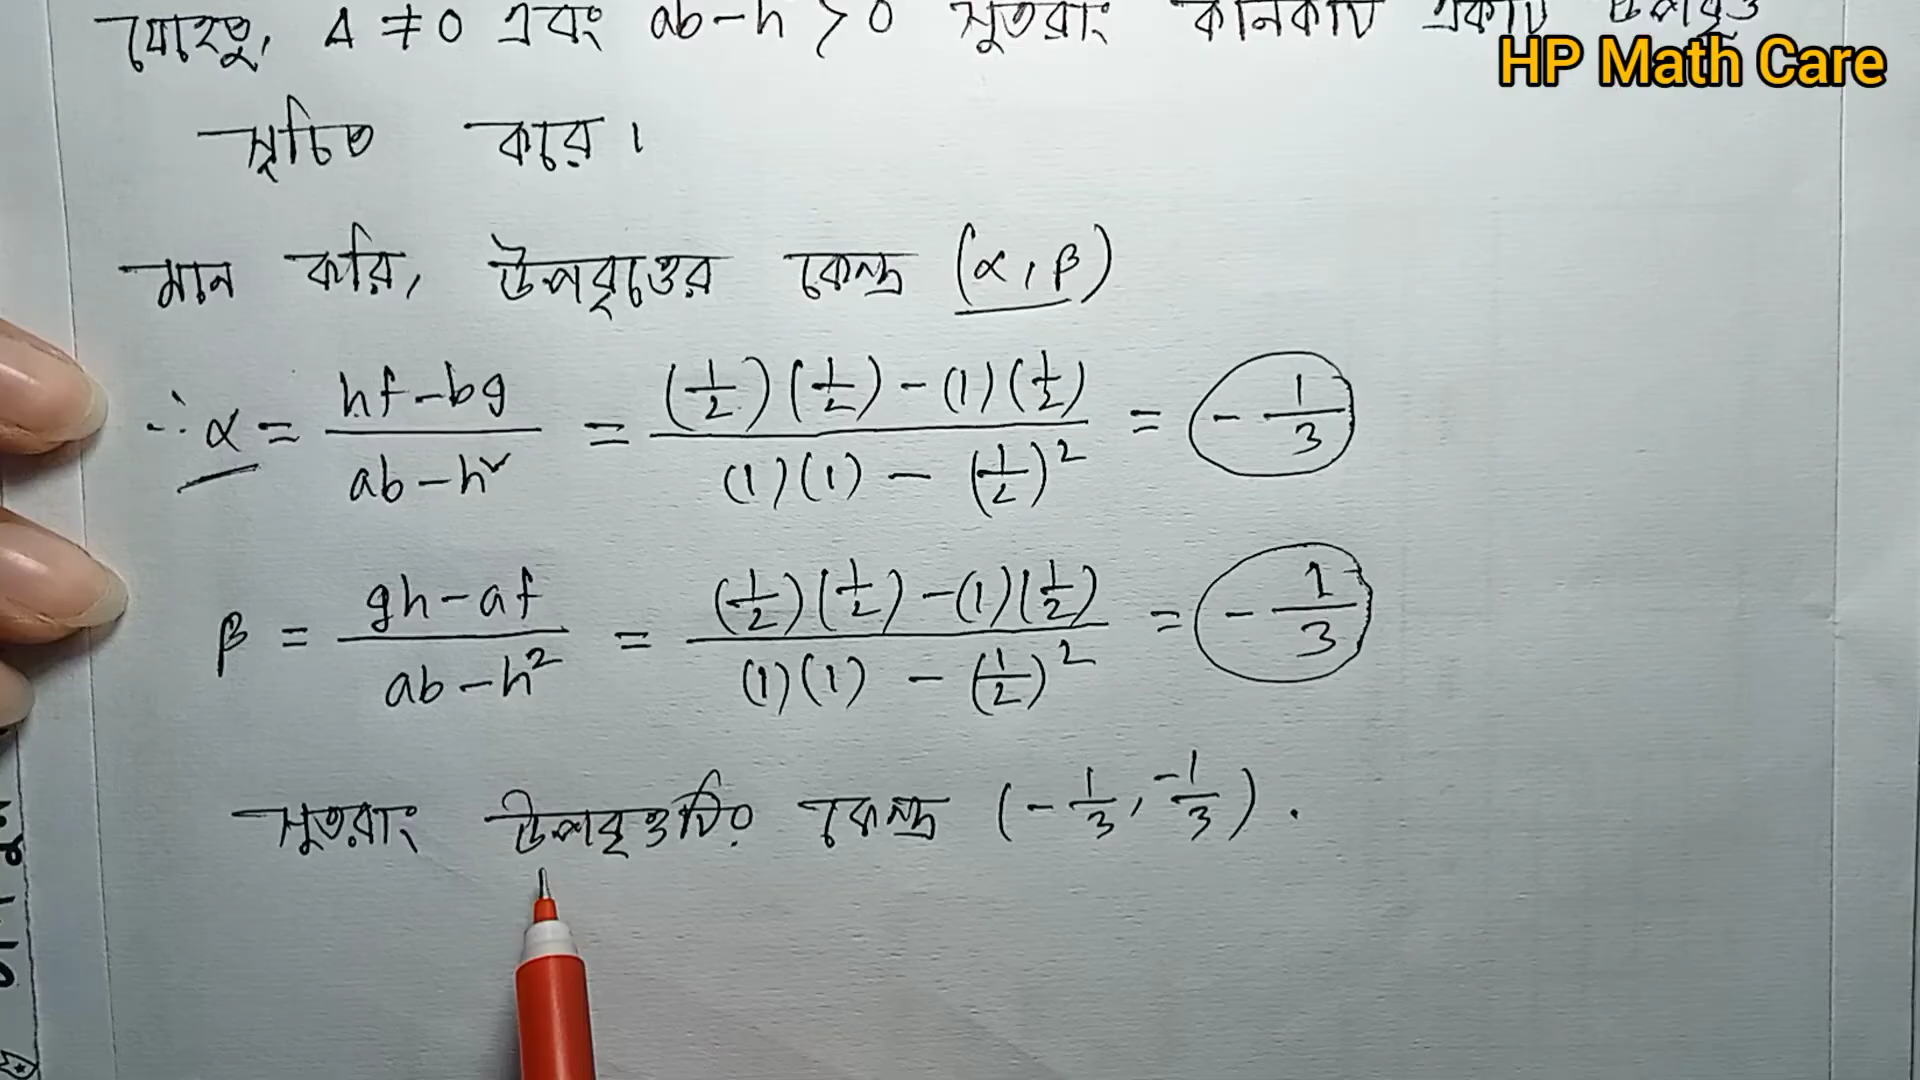 যেহেতু, Δ ≠ 0 এবং ab-h > 0 সুতরাং কনিকটি একটি উপবৃত্ত
HP Math Care
সূচিত করে।
মনে করি, উপবৃত্তের কেন্দ্র (α, β)
∴ α = (hf-bg)/(ab-h²) = ((1/2)(1/2) - (1)(1/2))/((1)(1) - (1/2)²) = -1/3
β = (gh-af)/(ab-h²) = ((1/2)(1/2) - (1)(1/2))/((1)(1) - (1/2)²) = -1/3
সুতরাং উপবৃত্তটির কেন্দ্র (-1/3, -1/3).